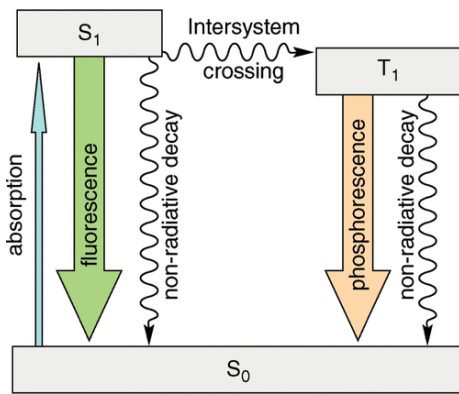 S1
Intersystem
crossing
T1
absorption
fluorescence
non-radiative decay
phosphorescence
non-radiative decay
S0